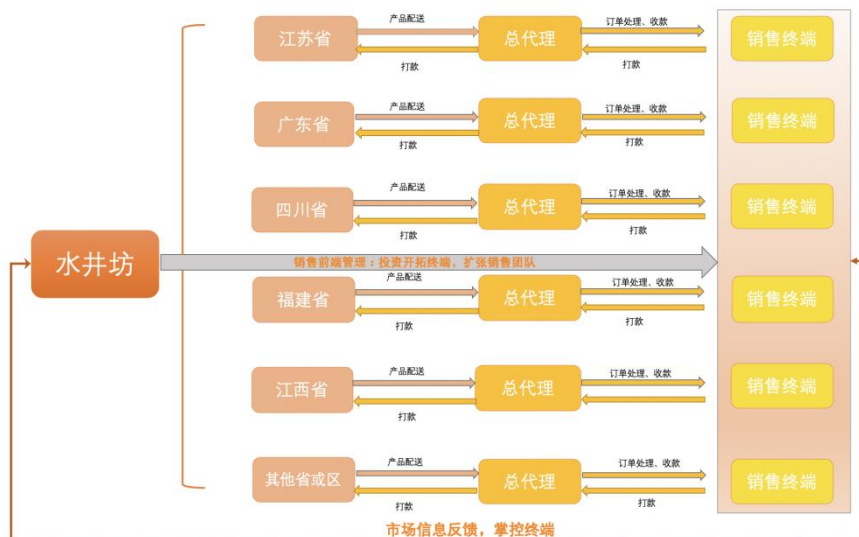 产品配送
订单处理、收款
江苏省
总代理
销售终端
打款
打款
产品配送
订单处理、收款
广东省
总代理
销售终端
打款
打款
产品配送
订单处理、收款
四川省
总代理
销售终端
打款
打款
水井坊
销售前端管理：投资开拓终端，扩张销售团队
产品配送
订单处理、收款
福建省
总代理
销售终端
打款
打款
产品配送
订单处理、收款
江西省
总代理
销售终端
打款
打款
产品配送
订单处理、收款
其他省或区
总代理
销售终端
打款
打款
市场信息反馈，掌控终端